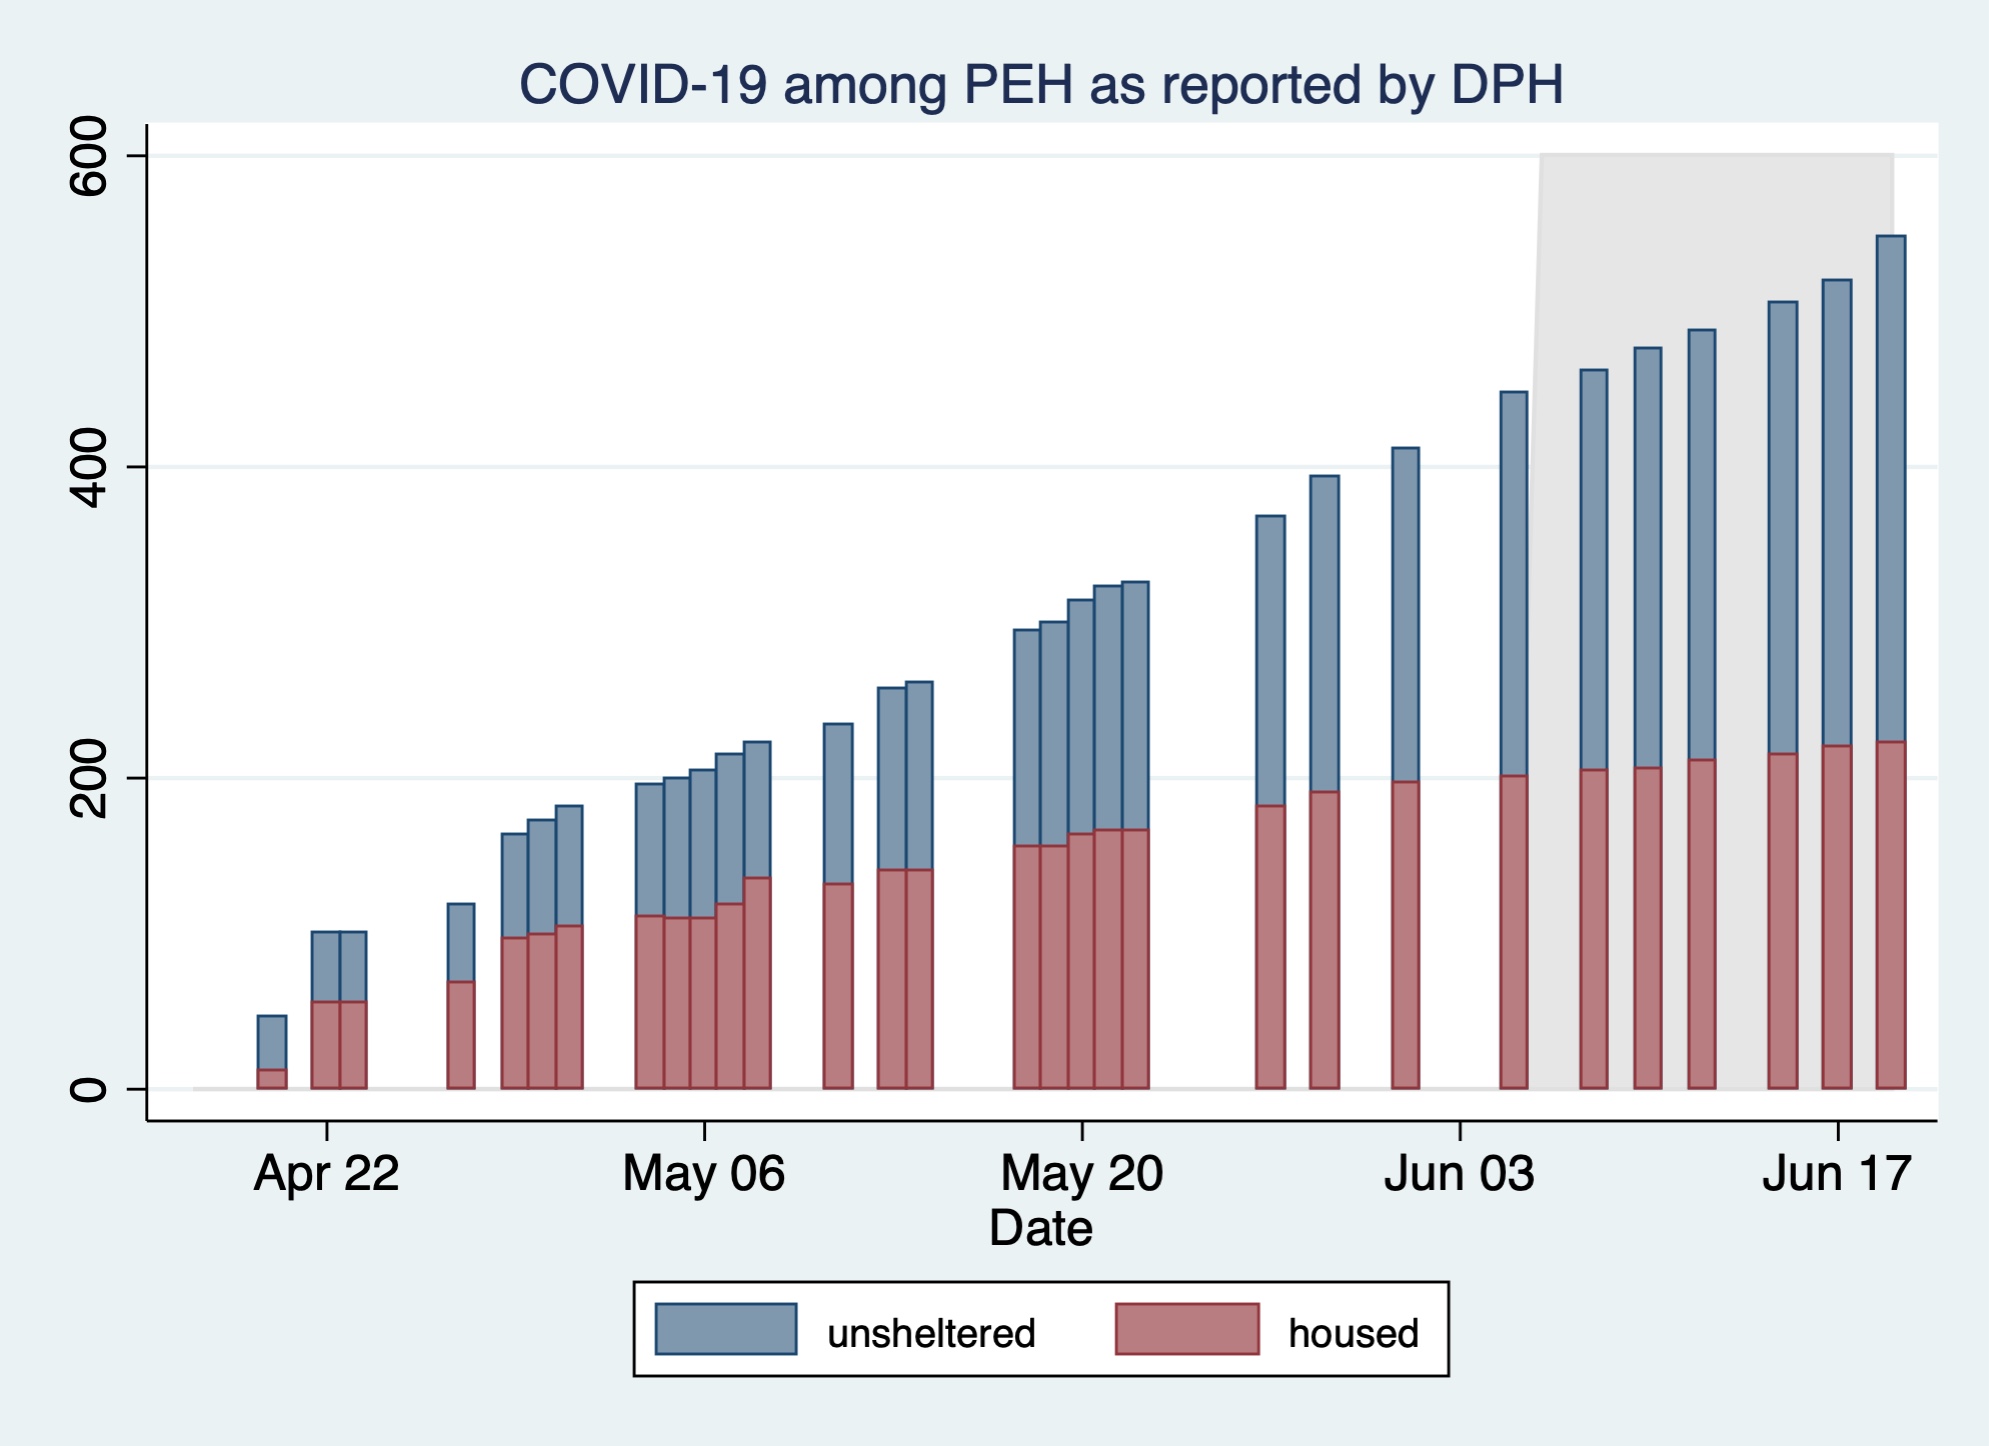 COVID-19 among PEH as reported by DPH
600
400
200
0
Apr 22 May 06 May 20 Jun 03 Jun 17
Date
unsheltered housed